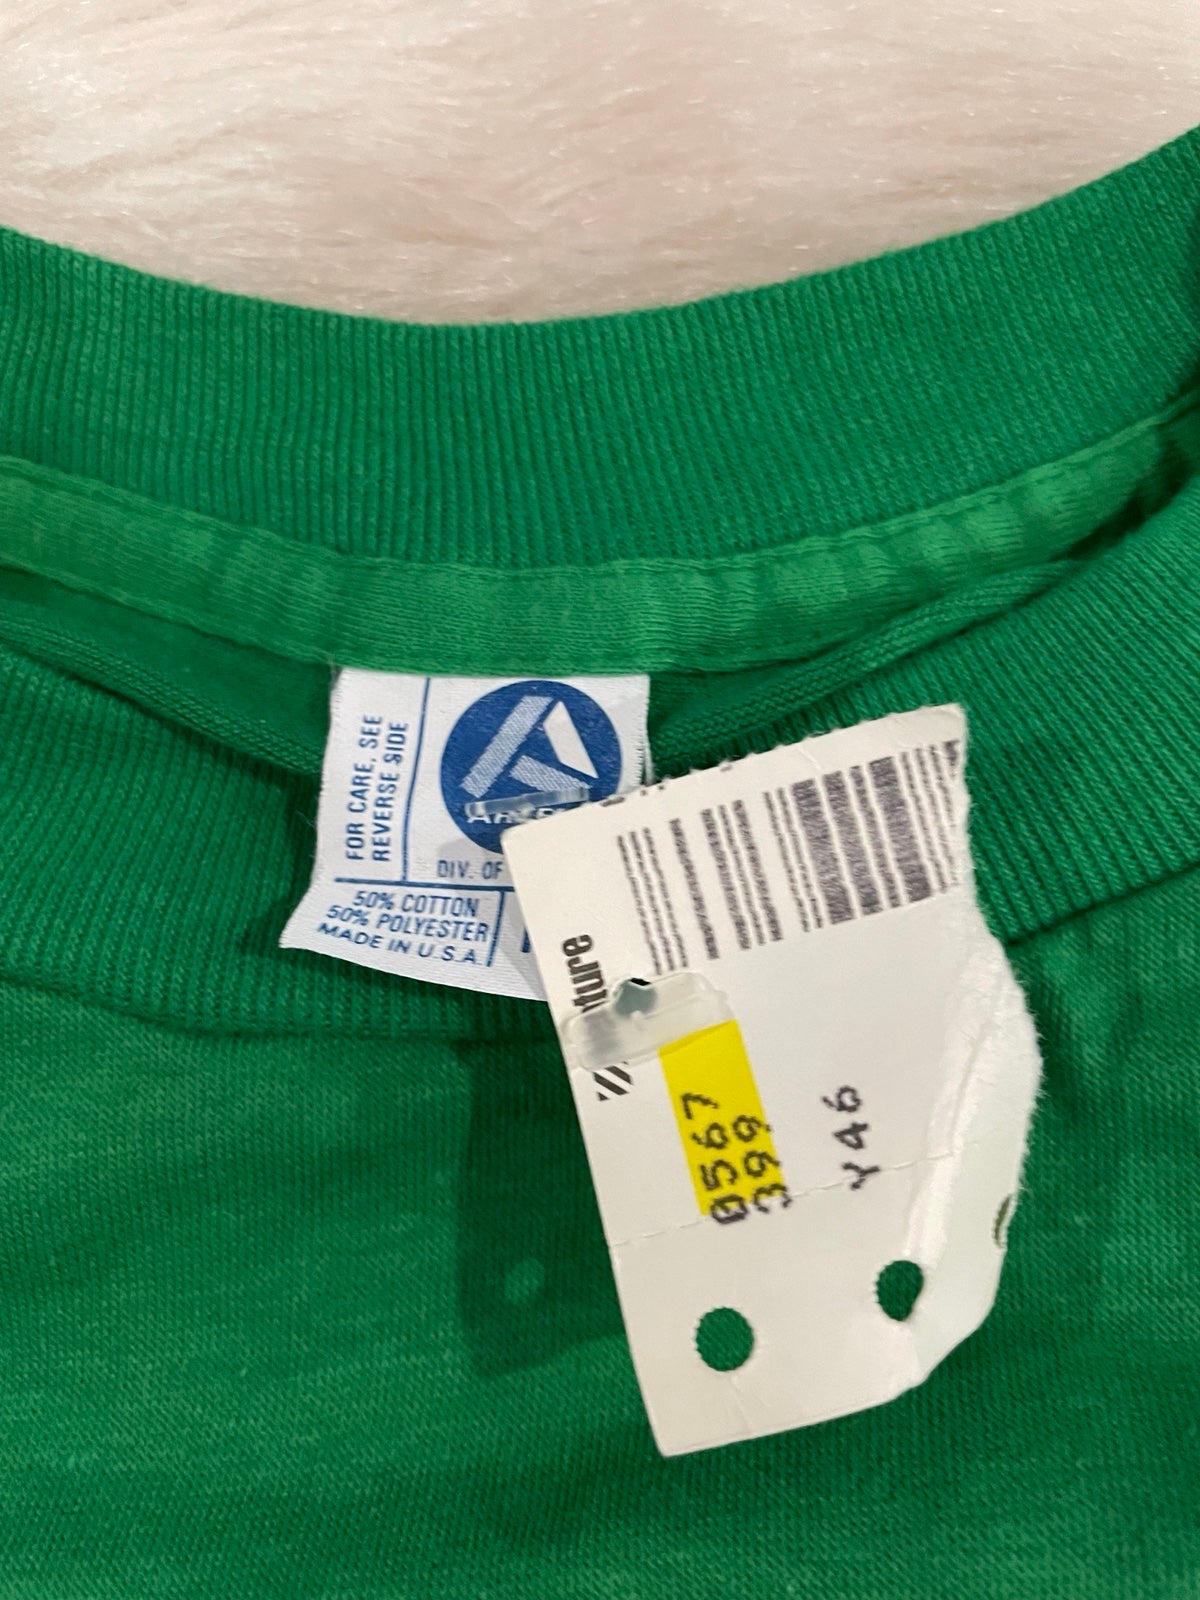 FOR CARE, SEE
REVERSE SIDE
DIV. OF
50% COTTON
50% POLYESTER
MADE IN U.S.A.
ture
0567
399
Y46